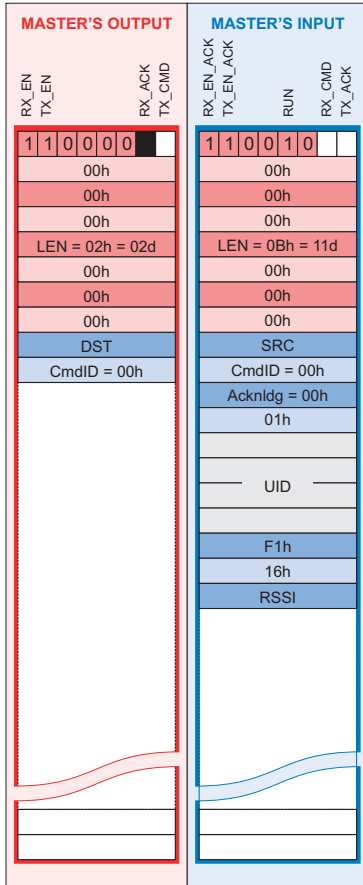 MASTER'S OUTPUT
RX_EN
TX_EN
RX_ACK
TX_CMD
1 1 0 0 0 0
00h
00h
00h
LEN = 02h = 02d
00h
00h
00h
DST
CmdID = 00h
MASTER'S INPUT
RX_EN_ACK
TX_EN_ACK
RUN
RX_CMD
TX_ACK
1 1 0 0 1 0
00h
00h
00h
LEN = 0Bh = 11d
00h
00h
00h
SRC
CmdID = 00h
Acknldg = 00h
01h
UID
F1h
16h
RSSI